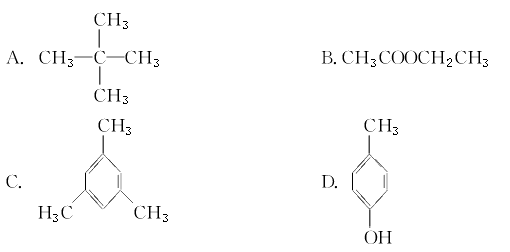 CH₃
A. CH₃—C—CH₃ B. CH₃COOCH₂CH₃
CH₃
CH₃ CH₃
C. D.
H₃C CH₃
OH